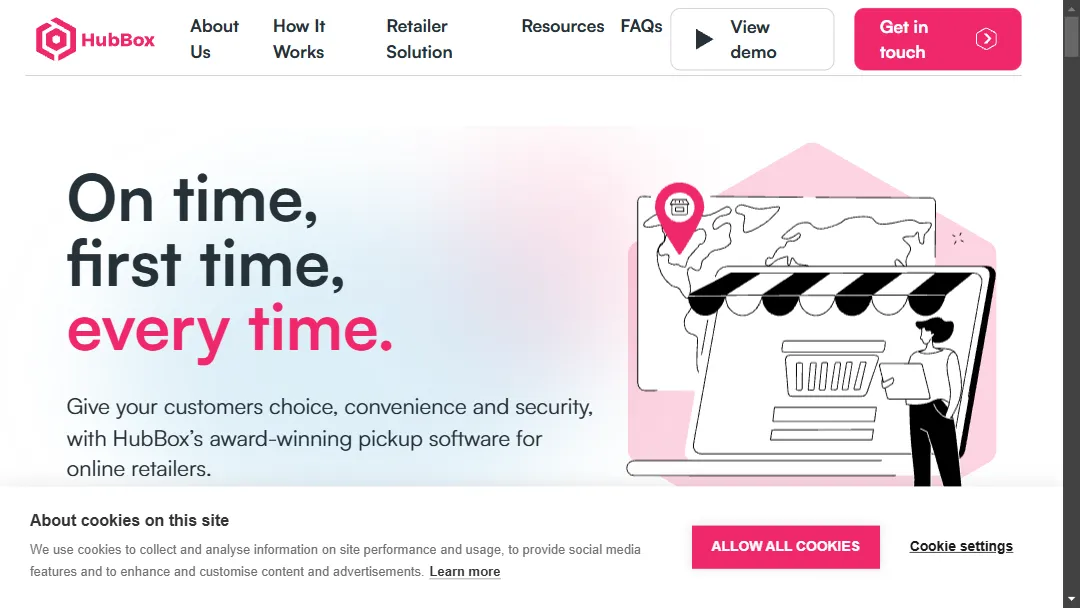 HubBox
About Us
How It Works
Retailer Solution
Resources
FAQs
View demo
Get in touch
On time,
first time,
every time.
Give your customers choice, convenience and security,
with HubBox's award-winning pickup software for
online retailers.
About cookies on this site
We use cookies to collect and analyse information on site performance and usage, to provide social media
features and to enhance and customise content and advertisements. Learn more
ALLOW ALL COOKIES
Cookie settings